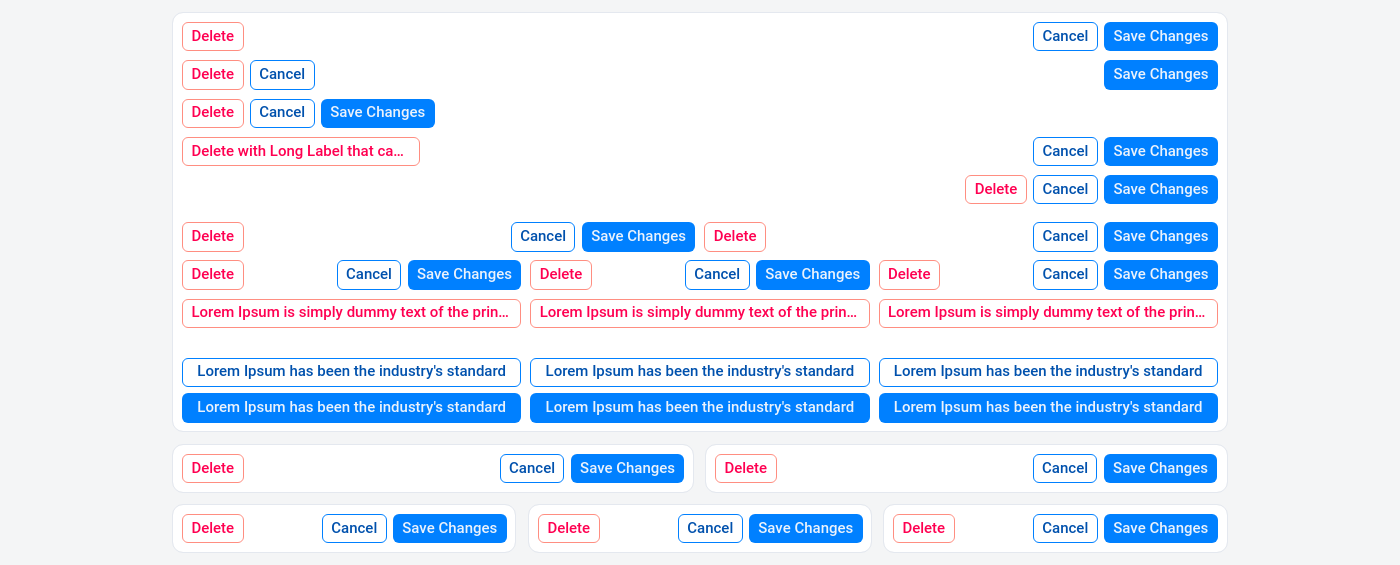 Delete Cancel Save Changes
Delete Cancel Save Changes
Delete Cancel Save Changes
Delete with Long Label that ca... Cancel Save Changes
Delete Cancel Save Changes
Delete Cancel Save Changes Delete Cancel Save Changes
Delete Cancel Save Changes Delete Cancel Save Changes Delete Cancel Save Changes
Lorem Ipsum is simply dummy text of the prin... Lorem Ipsum is simply dummy text of the prin... Lorem Ipsum is simply dummy text of the prin...
Lorem Ipsum has been the industry's standard Lorem Ipsum has been the industry's standard Lorem Ipsum has been the industry's standard
Lorem Ipsum has been the industry's standard Lorem Ipsum has been the industry's standard Lorem Ipsum has been the industry's standard
Delete Cancel Save Changes Delete Cancel Save Changes
Delete Cancel Save Changes Delete Cancel Save Changes Delete Cancel Save Changes